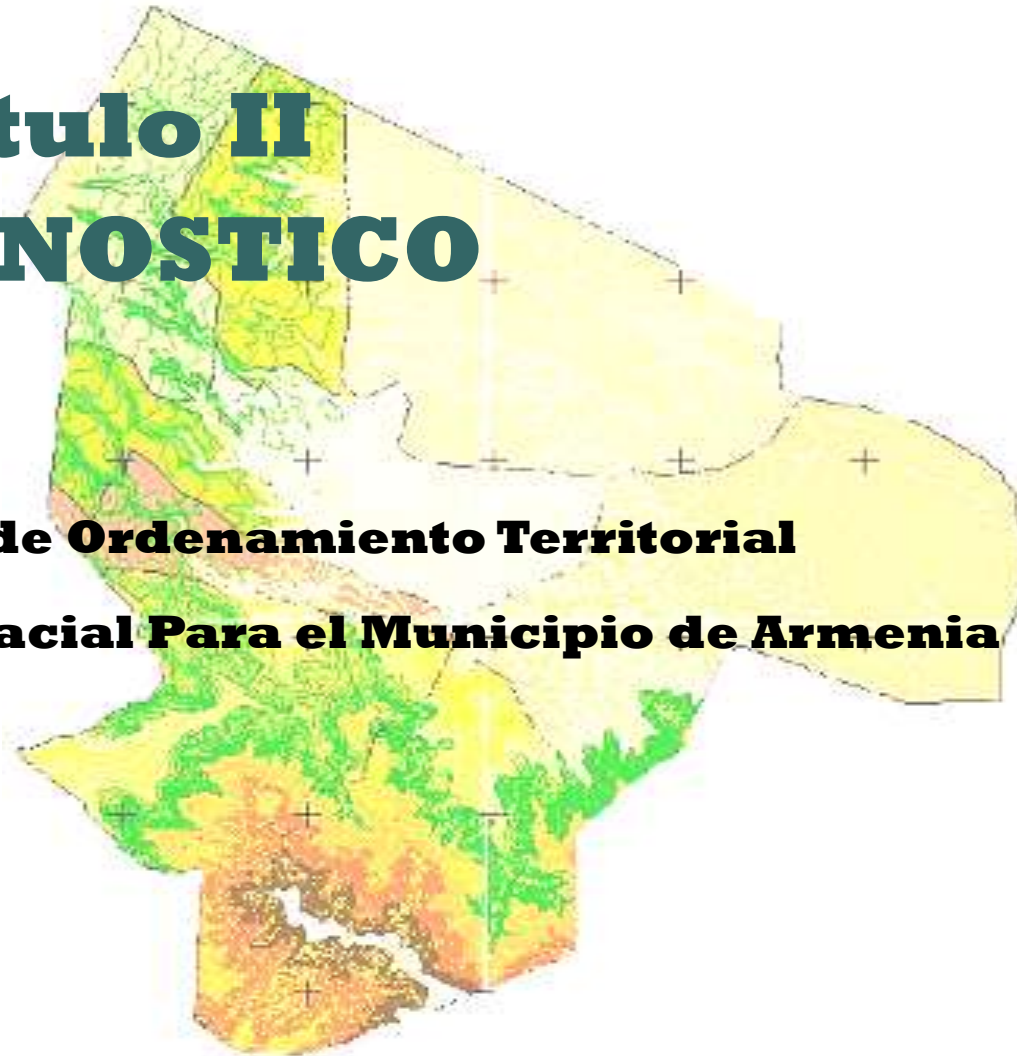 tulo II
NOSTICO
de Ordenamiento Territorial
acial Para el Municipio de Armenia